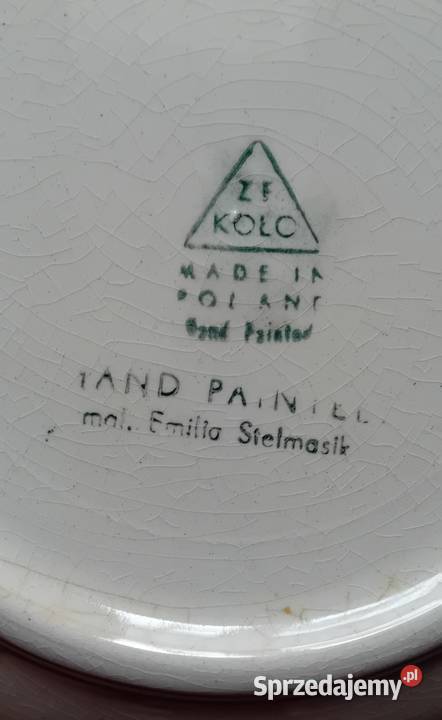 ZF
KOŁO
MADE IN
POLAND
Hand Painted
HAND PAINTED
mal. Emilia Stelmasik
Sprzedajemy.pl